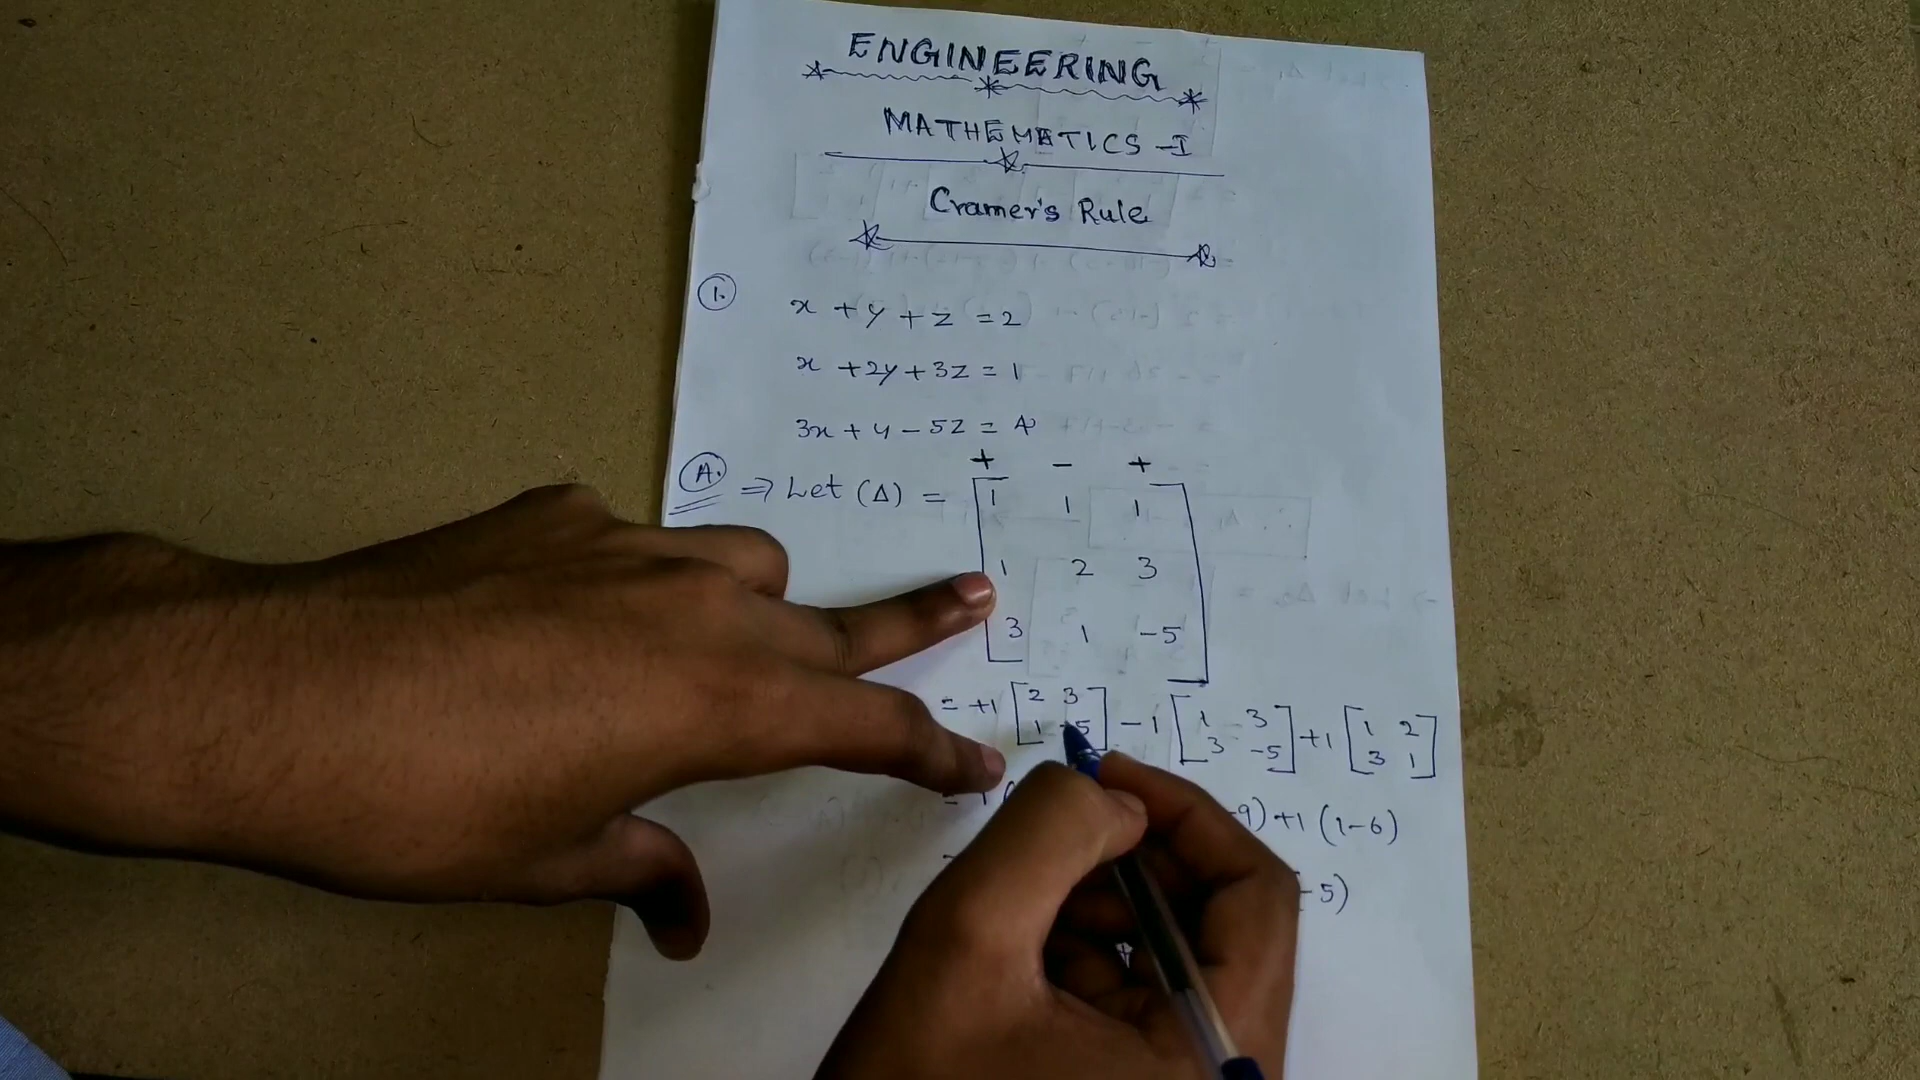 ENGINEERING
MATHEMETICS -I
Cramer's Rule
1.
x + y + z = 2
x + 2y + 3z = 1
3x + y - 5z = 4
+ - +
A. ⇒ Let (Δ) = [1 1 1
1 2 3
3 1 -5]
= +1 [2 3 -1 [1 3 +1 [1 2
1 -5] 3 -5] 3 1]
= 1 ( -9) +1 (1-6)
-5)